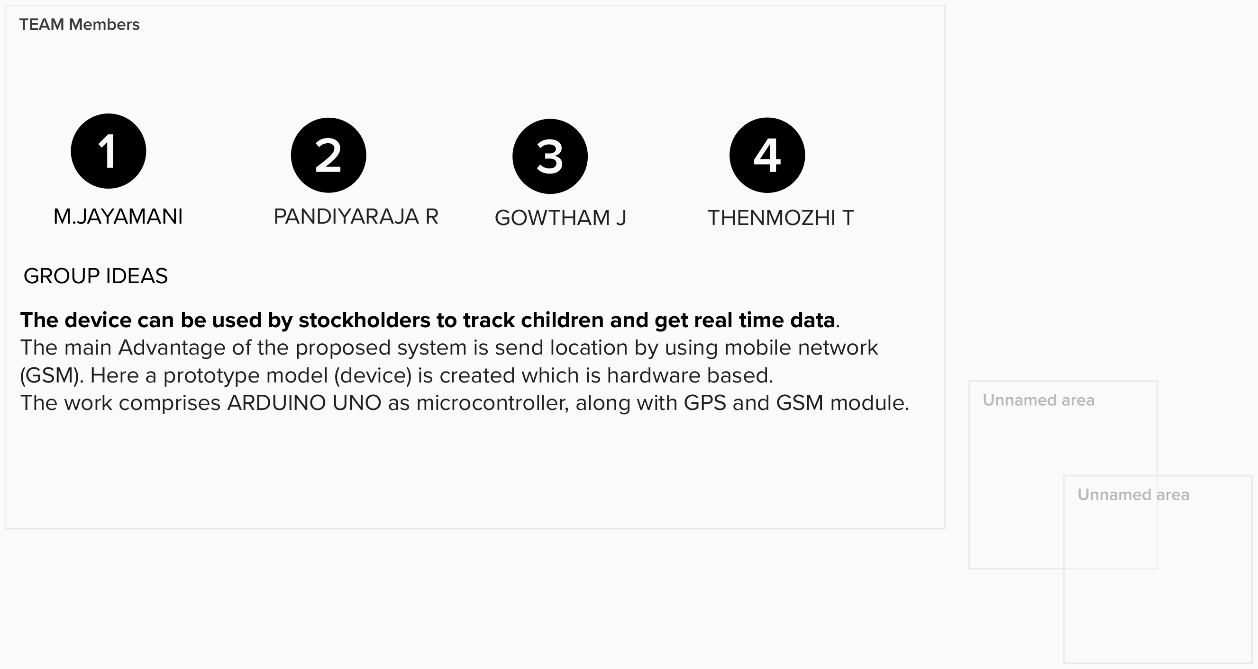 TEAM Members
1
2
3
4
M.JAYAMANI
PANDIYARAJA R
GOWTHAM J
THENMOZHI T
GROUP IDEAS
The device can be used by stockholders to track children and get real time data.
The main Advantage of the proposed system is send location by using mobile network
(GSM). Here a prototype model (device) is created which is hardware based.
The work comprises ARDUINO UNO as microcontroller, along with GPS and GSM module.
Unnamed area
Unnamed area